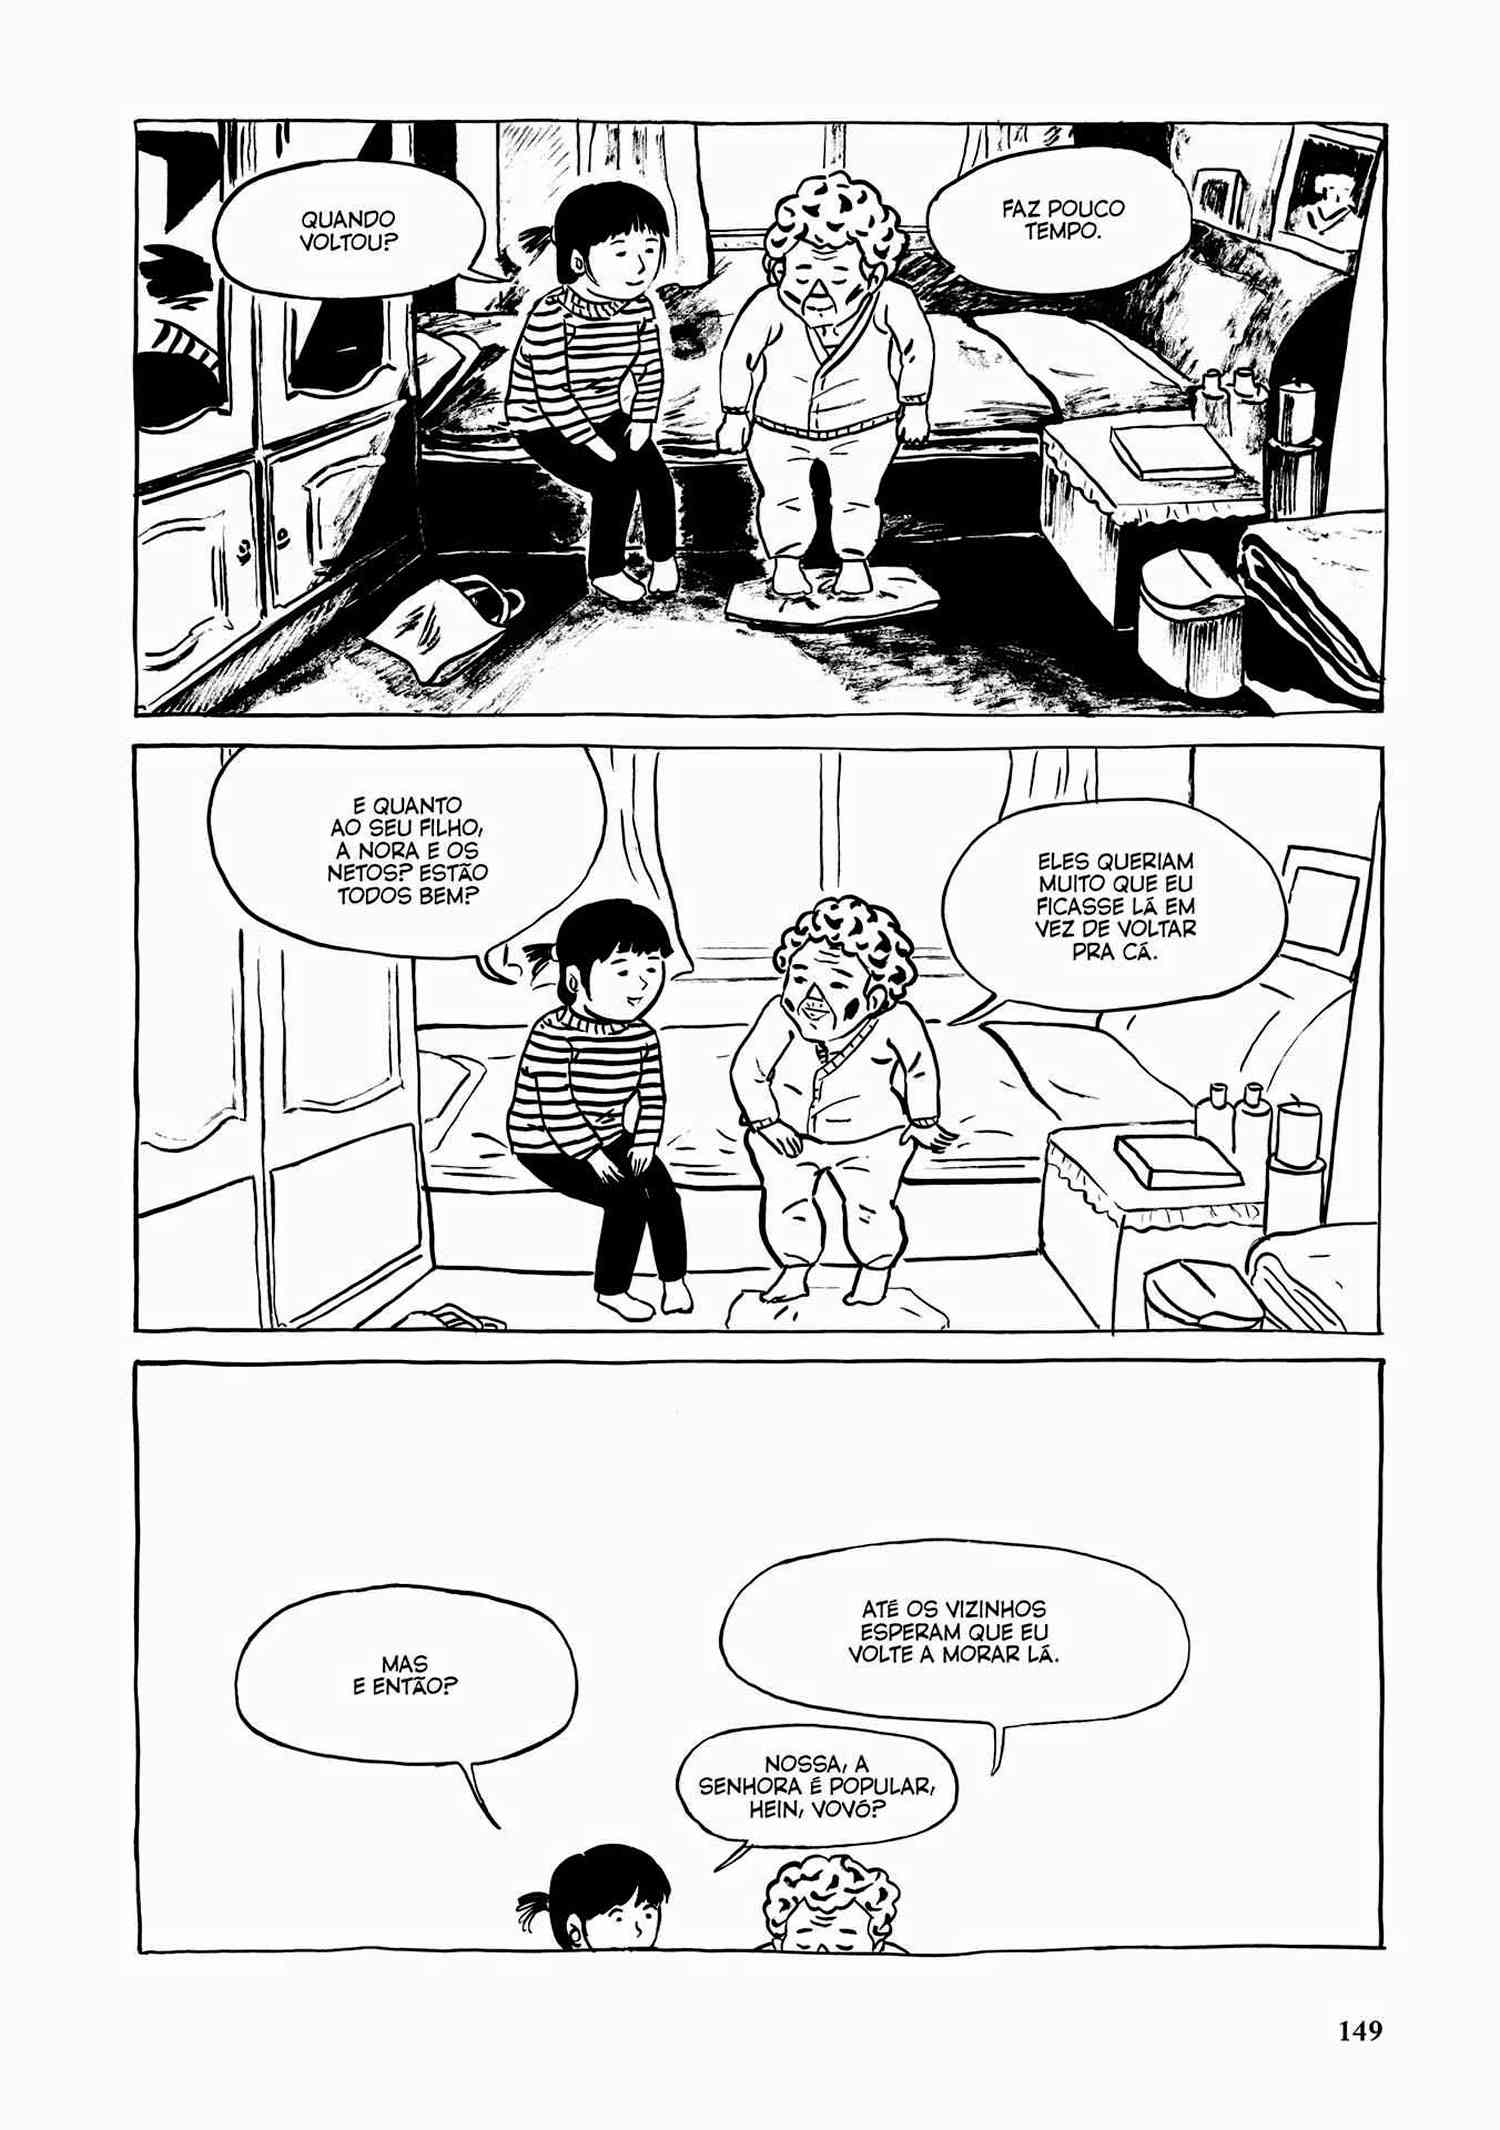 QUANDO
VOLTOU?
FAZ POUCO
TEMPO.
E QUANTO
AO SEU FILHO,
A NORA E OS
NETOS? ESTÃO
TODOS BEM?
ELES QUERIAM
MUITO QUE EU
FICASSE LÁ EM
VEZ DE VOLTAR
PRA CÁ.
MAS
E ENTÃO?
ATÉ OS VIZINHOS
ESPERAM QUE EU
VOLTE A MORAR LÁ.
NOSSA, A
SENHORA É POPULAR,
HEIN, VOVÓ?
149